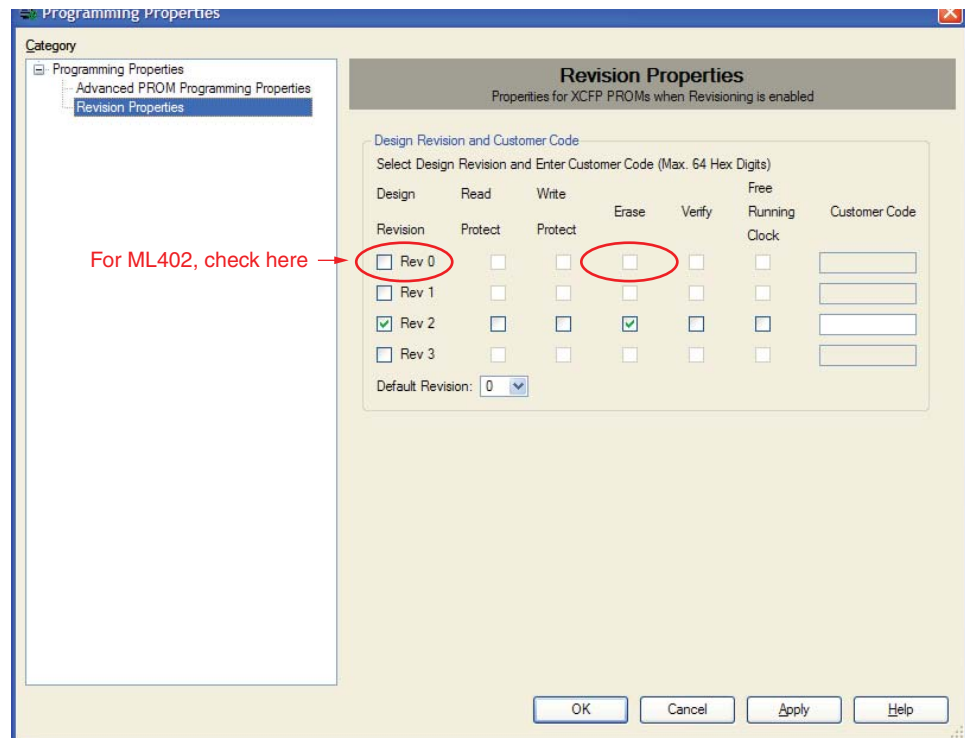 Programming Properties
Category
Programming Properties
Advanced PROM Programming Properties
Revision Properties
Revision Properties
Properties for XCFP PROMs when Revisioning is enabled
Design Revision and Customer Code
Select Design Revision and Enter Customer Code (Max. 64 Hex Digits)
Design Revision
Read Protect
Write Protect
Erase
Verify
Free Running Clock
Customer Code
For ML402, check here
Rev 0
Rev 1
Rev 2
Rev 3
Default Revision: 0
OK Cancel Apply Help